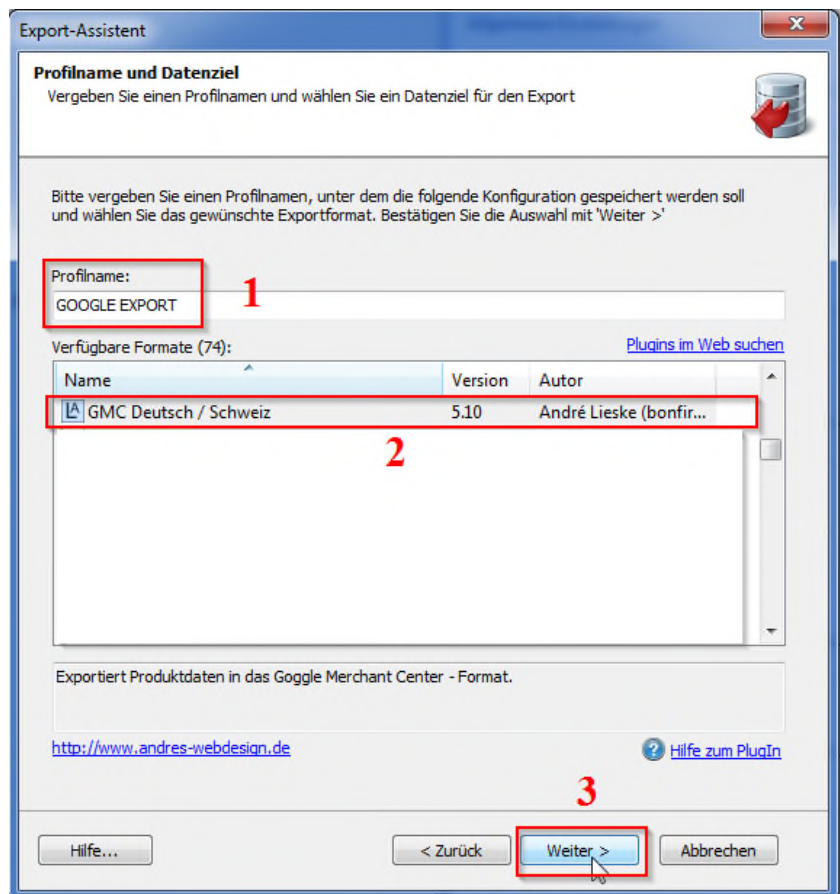 Export-Assistent
Profilname und Datenziel
Vergeben Sie einen Profilnamen und wählen Sie ein Datenziel für den Export
Bitte vergeben Sie einen Profilnamen, unter dem die folgende Konfiguration gespeichert werden soll
und wählen Sie das gewünschte Exportformat. Bestätigen Sie die Auswahl mit 'Weiter >'
Profilname:
1
GOOGLE EXPORT
Verfügbare Formate (74):
Plugins im Web suchen
Name Version Autor
GMC Deutsch / Schweiz 5.10 André Lieske (bonfir...
2
Exportiert Produktdaten in das Goggle Merchant Center - Format.
http://www.andres-webdesign.de
Hilfe zum PlugIn
3
Hilfe... < Zurück Weiter > Abbrechen